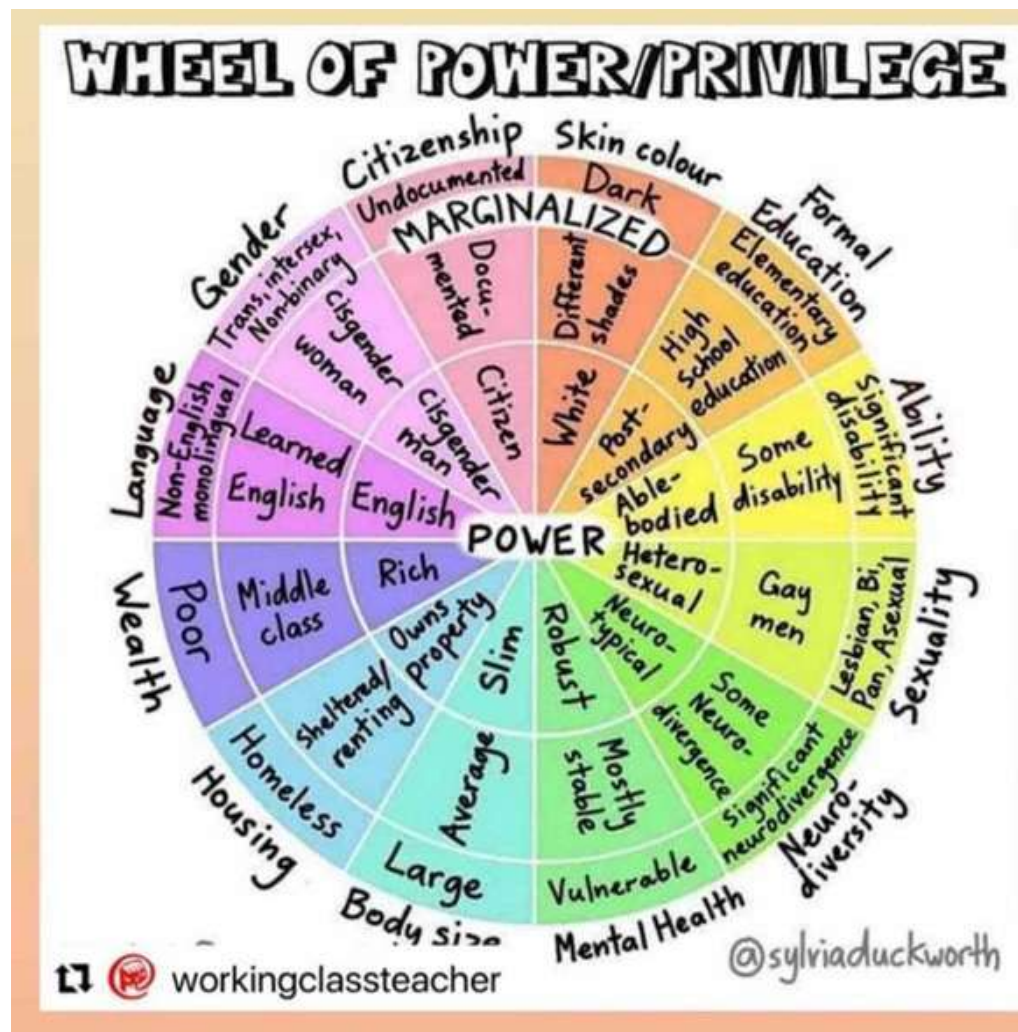 WHEEL OF POWER/PRIVILEGE
Citizenship
Undocumented
Docu-
mented
Citizen
Skin colour
Dark
Different
shades
White
Formal
Education
Elementary
education
High
school
education
Post-
secondary
Ability
Significant
disability
Some
disability
Able-
bodied
Sexuality
Lesbian, Bi,
Pan, Asexual
Gay
men
Hetero-
sexual
Neuro-
diversity
Significant
neurodivergence
Some
Neuro-
divergence
Neuro-
typical
Mental Health
Vulnerable
Mostly
stable
Robust
Body size
Large
Average
Slim
Housing
Homeless
Sheltered/
renting
Owns
property
Wealth
Poor
Middle
class
Rich
Language
Non-English
monolingual
Learned
English
English
Gender
Trans, intersex,
Non-binary
Cisgender
woman
Cisgender
man
MARGINALIZED
POWER
@sylviaduckworth
workingclassteacher